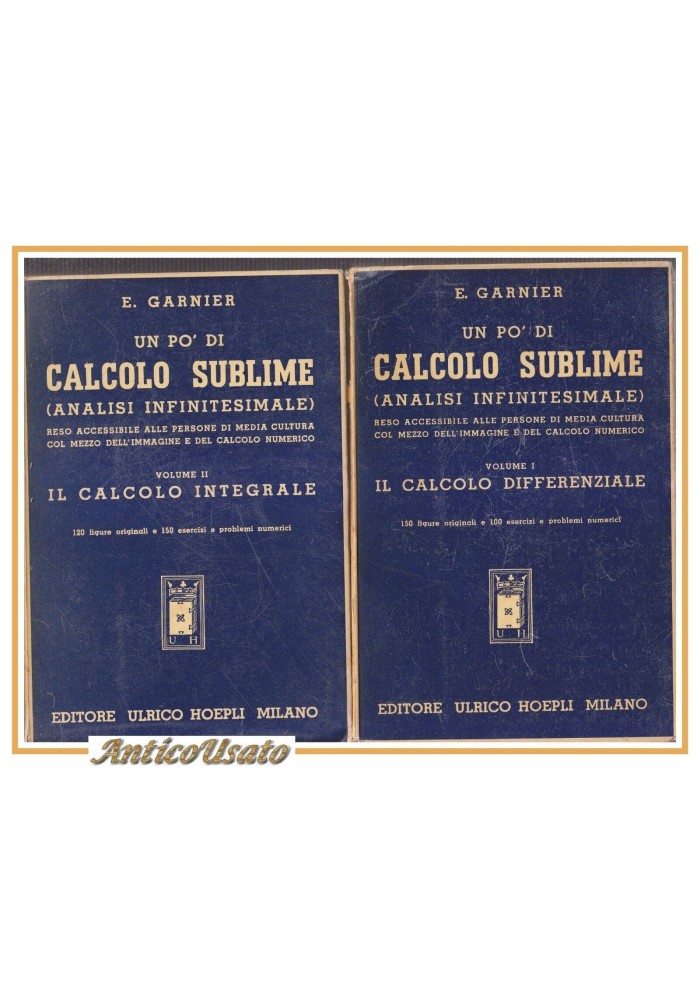 E. GARNIER
UN PO' DI
CALCOLO SUBLIME
(ANALISI INFINITESIMALE)
RESO ACCESSIBILE ALLE PERSONE DI MEDIA CULTURA
COL MEZZO DELL'IMMAGINE E DEL CALCOLO NUMERICO
VOLUME II
IL CALCOLO INTEGRALE
120 figure originali e 150 esercizi e problemi numerici
U H
EDITORE ULRICO HOEPLI MILANO
E. GARNIER
UN PO' DI
CALCOLO SUBLIME
(ANALISI INFINITESIMALE)
RESO ACCESSIBILE ALLE PERSONE DI MEDIA CULTURA
COL MEZZO DELL'IMMAGINE E DEL CALCOLO NUMERICO
VOLUME I
IL CALCOLO DIFFERENZIALE
150 figure originali e 100 esercizi e problemi numerici
U H
EDITORE ULRICO HOEPLI MILANO
AnticoUsato